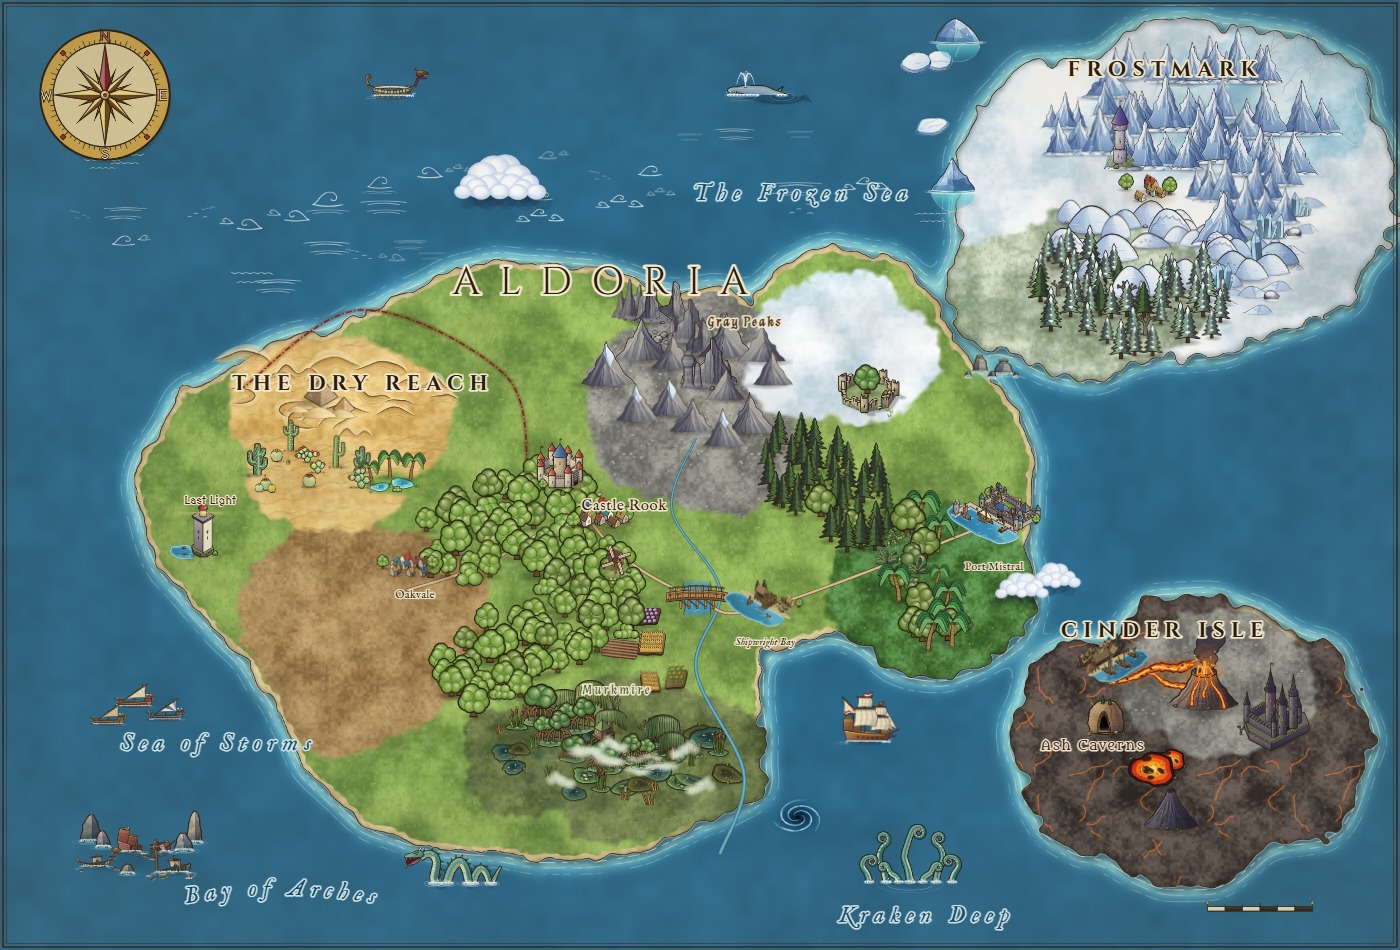 N
W E
S
FROSTMARK
The Frozen Sea
ALDORIA
Gray Peaks
THE DRY REACH
Last Light
Castle Rook
Oakvale
Port Mistral
Shipwright Bay
CINDER ISLE
Murkmire
Sea of Storms
Ash Caverns
Bay of Arches
Kraken Deep